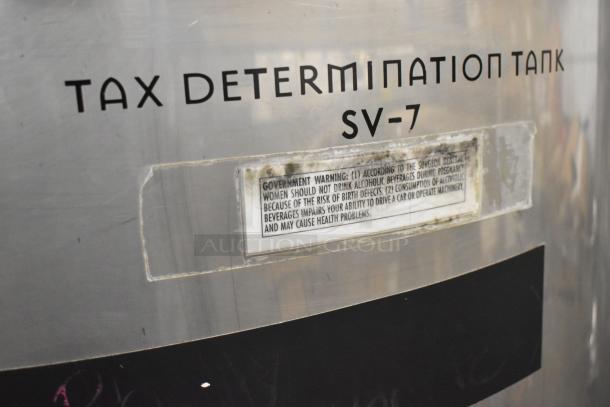 TAX DETERMINATION TANK
SV-7
GOVERNMENT WARNING: (1) ACCORDING TO THE SURGEON GENERAL,
WOMEN SHOULD NOT DRINK ALCOHOLIC BEVERAGES DURING PREGNANCY
BECAUSE OF THE RISK OF BIRTH DEFECTS. (2) CONSUMPTION OF ALCOHOLIC
BEVERAGES IMPAIRS YOUR ABILITY TO DRIVE A CAR OR OPERATE MACHINERY,
AND MAY CAUSE HEALTH PROBLEMS.
AUCTION GROUP